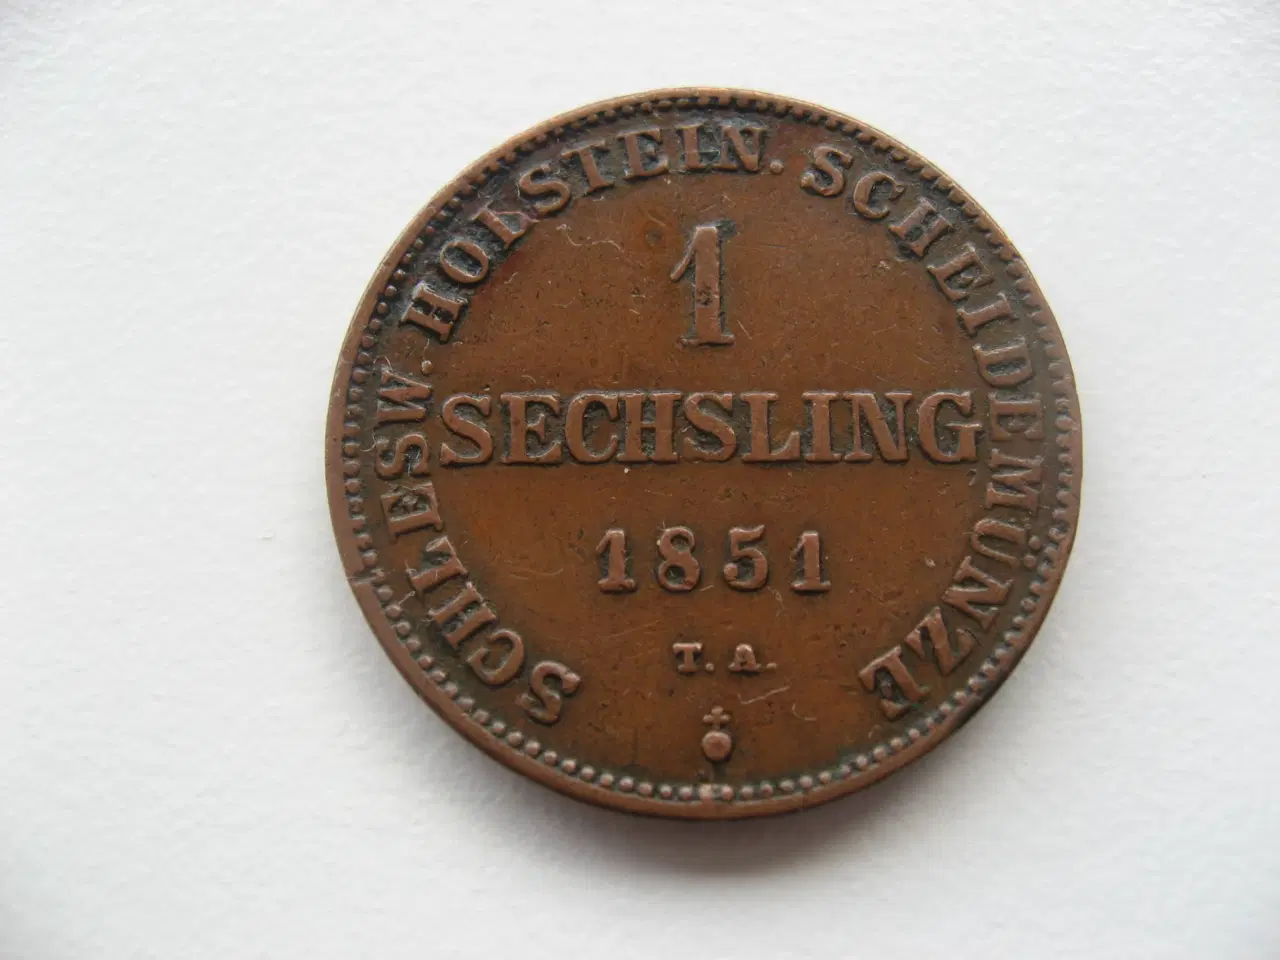 SCHLESW. HOLSTEIN. SCHEIDEMÜNZE
1
SECHSLING
1851
T. A.